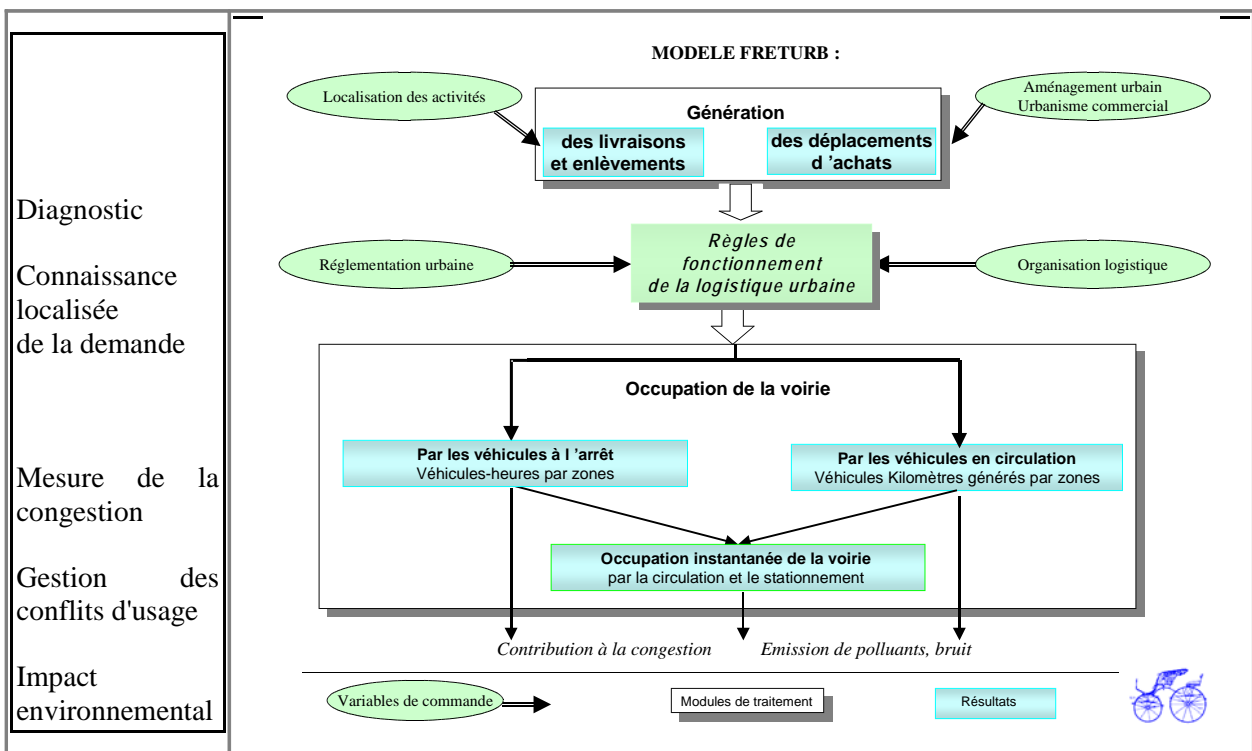 Diagnostic
Connaissance
localisée
de la demande
Mesure de la
congestion
Gestion des
conflits d'usage
Impact
environnemental
MODELE FRETURB :
Localisation des activités
Aménagement urbain
Urbanisme commercial
Génération
des livraisons
et enlèvements
des déplacements
d ’achats
Réglementation urbaine
Règles de
fonctionnement
de la logistique urbaine
Organisation logistique
Occupation de la voirie
Par les véhicules à l ’arrêt
Véhicules-heures par zones
Par les véhicules en circulation
Véhicules Kilomètres générés par zones
Occupation instantanée de la voirie
par la circulation et le stationnement
Contribution à la congestion
Emission de polluants, bruit
Variables de commande
Modules de traitement
Résultats